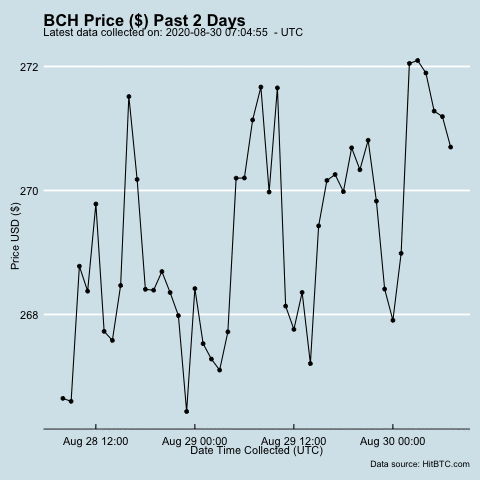 BCH Price ($) Past 2 Days
Latest data collected on: 2020-08-30 07:04:55 - UTC
272
270
268
Price USD ($)
Aug 28 12:00 Aug 29 00:00 Aug 29 12:00 Aug 30 00:00
Date Time Collected (UTC)
Data source: HitBTC.com